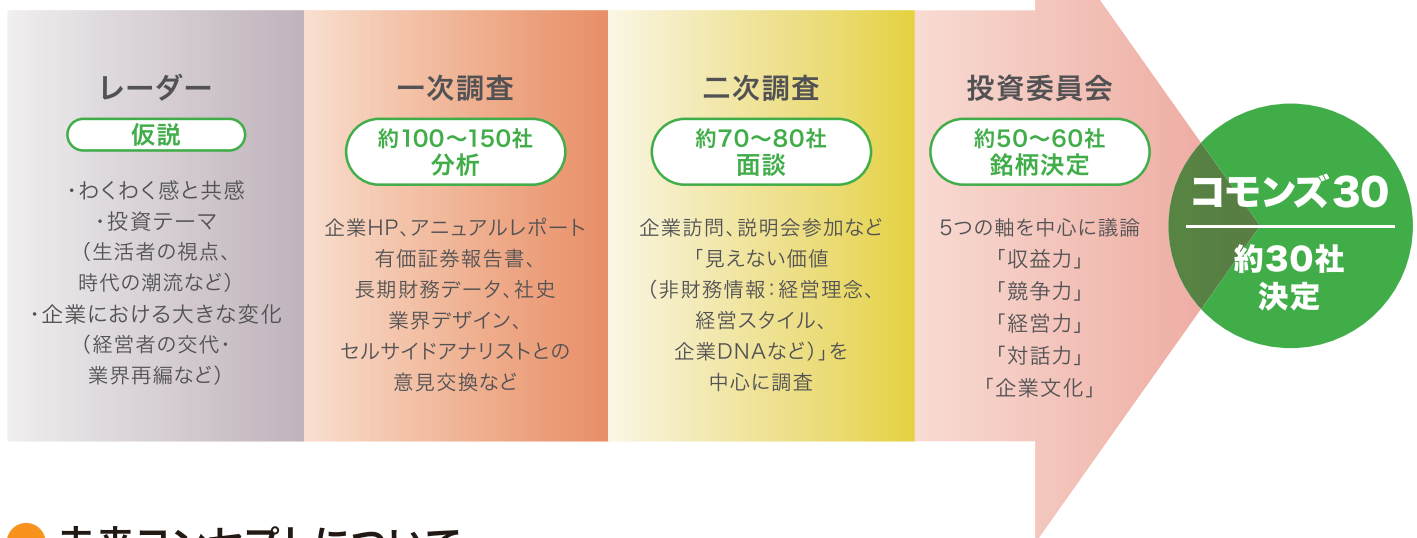 レーダー
仮説
・わくわく感と共感
・投資テーマ
（生活者の視点、
時代の潮流など）
・企業における大きな変化
（経営者の交代・
業界再編など）
一次調査
約100〜150社
分析
企業HP、アニュアルレポート
有価証券報告書、
長期財務データ、社史
業界デザイン、
セルサイドアナリストとの
意見交換など
二次調査
約70〜80社
面談
企業訪問、説明会参加など
「見えない価値
（非財務情報：経営理念、
経営スタイル、
企業DNAなど）」を
中心に調査
投資委員会
約50〜60社
銘柄決定
5つの軸を中心に議論
「収益力」
「競争力」
「経営力」
「対話力」
「企業文化」
コモンズ30
約30社
決定
未来コンセプトについて